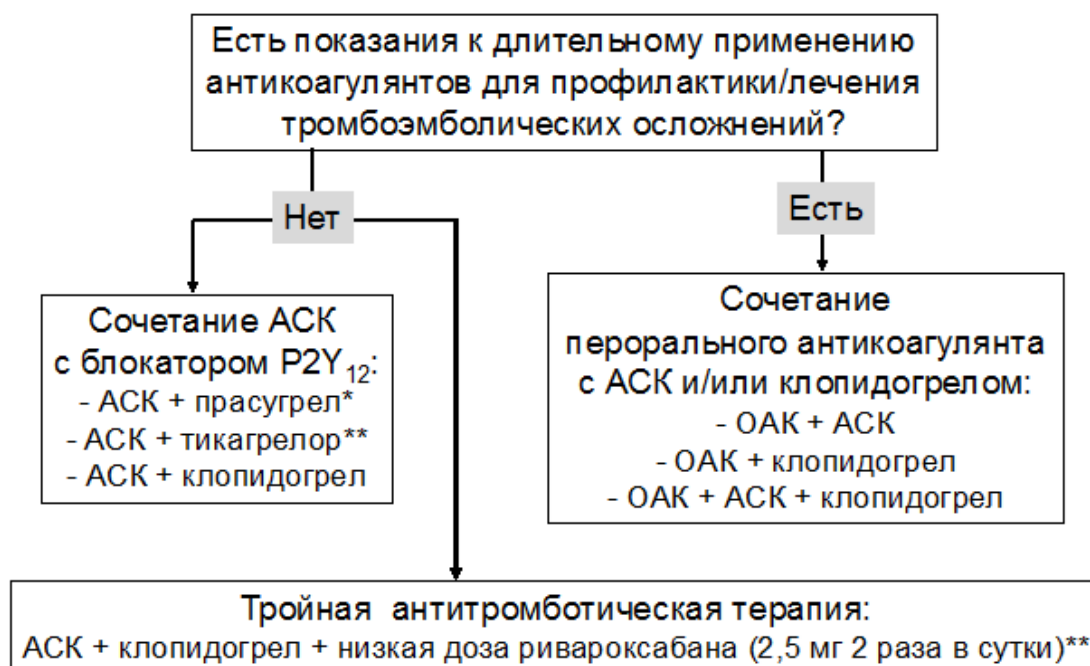 Есть показания к длительному применению
антикоагулянтов для профилактики/лечения
тромбоэмболических осложнений?
Нет
Есть
Сочетание АСК
с блокатором P2Y₁₂:
- АСК + прасугрел*
- АСК + тикагрелор**
- АСК + клопидогрел
Сочетание
перорального антикоагулянта
с АСК и/или клопидогрелом:
- ОАК + АСК
- ОАК + клопидогрел
- ОАК + АСК + клопидогрел
Тройная антитромботическая терапия:
АСК + клопидогрел + низкая доза ривароксабана (2,5 мг 2 раза в сутки)**